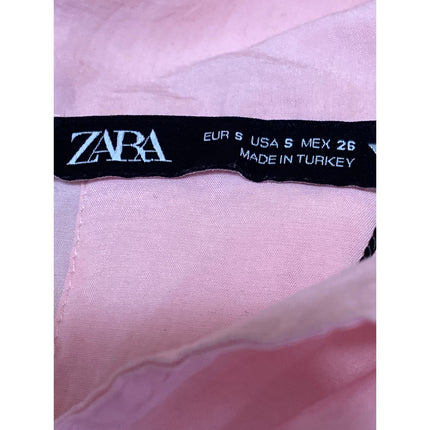 ZARA
EUR S USA S MEX 26
MADE IN TURKEY